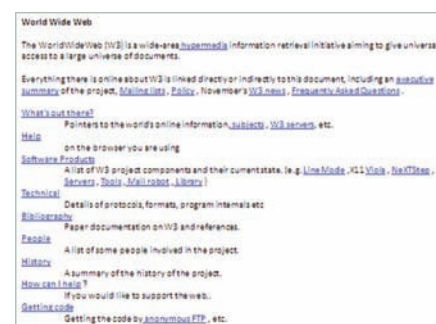 World Wide Web
The WorldWideWeb (W3) is a wide-area hypermedia information retrieval initiative aiming to give universal
access to a large universe of documents.
Everything there is online about W3 is linked directly or indirectly to this document, including an executive
summary of the project, Mailing lists , Policy , November's W3 news , Frequently Asked Questions .
What's out there?
Pointers to the world's online information, subjects , W3 servers, etc.
Help
on the browser you are using
Software Products
A list of W3 project components and their current state. (e.g. Line Mode , X11 Viola , NeXTStep ,
Servers , Tools , Mail robot , Library )
Technical
Details of protocols, formats, program internals etc
Bibliography
Paper documentation on W3 and references.
People
A list of some people involved in the project.
History
A summary of the history of the project.
How can I help ?
If you would like to support the web..
Getting code
Getting the code by anonymous FTP , etc.